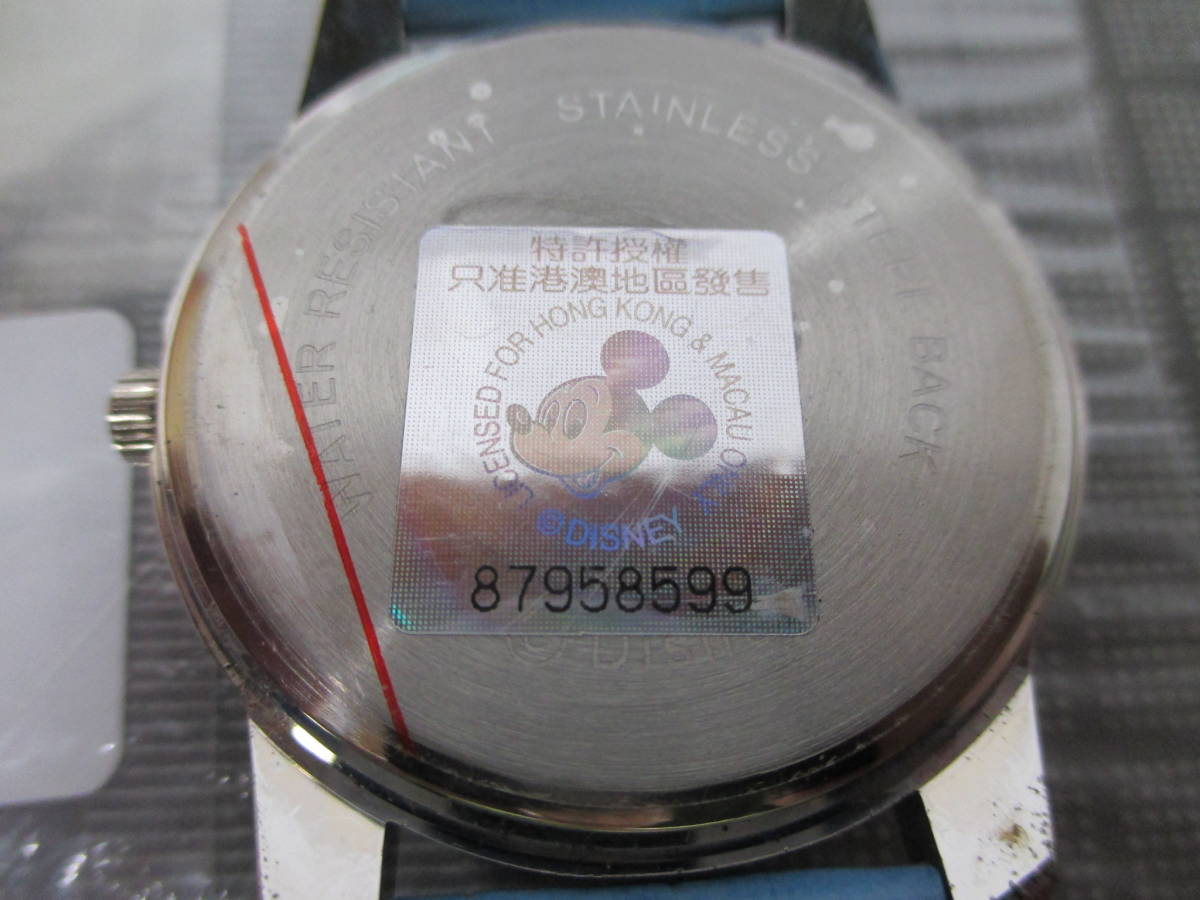 WATER RESISTANT STAINLESS STEEL BACK
特許授權
只准港澳地區發售
LICENSED FOR HONG KONG & MACAU ONLY
©DISNEY
87958599